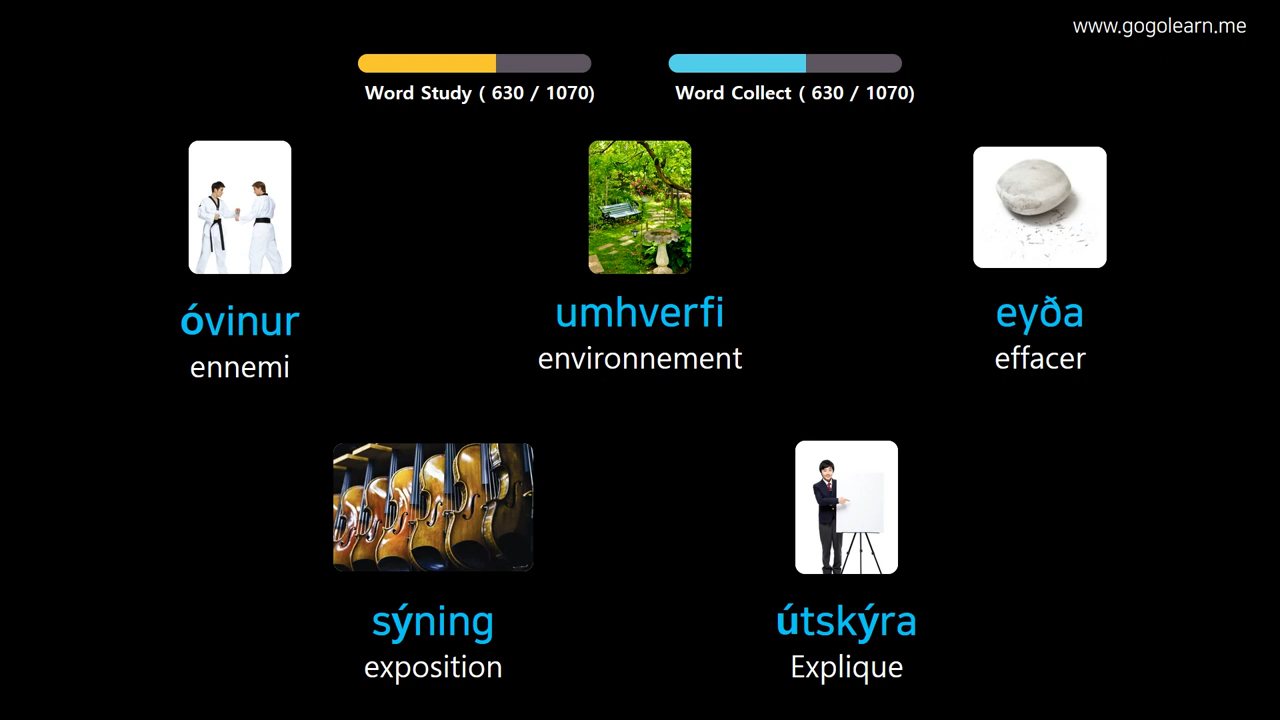 www.gogolearn.me
Word Study ( 630 / 1070)
Word Collect ( 630 / 1070)
óvinur
ennemi
umhverfi
environnement
eyða
effacer
sýning
exposition
útskýra
Explique